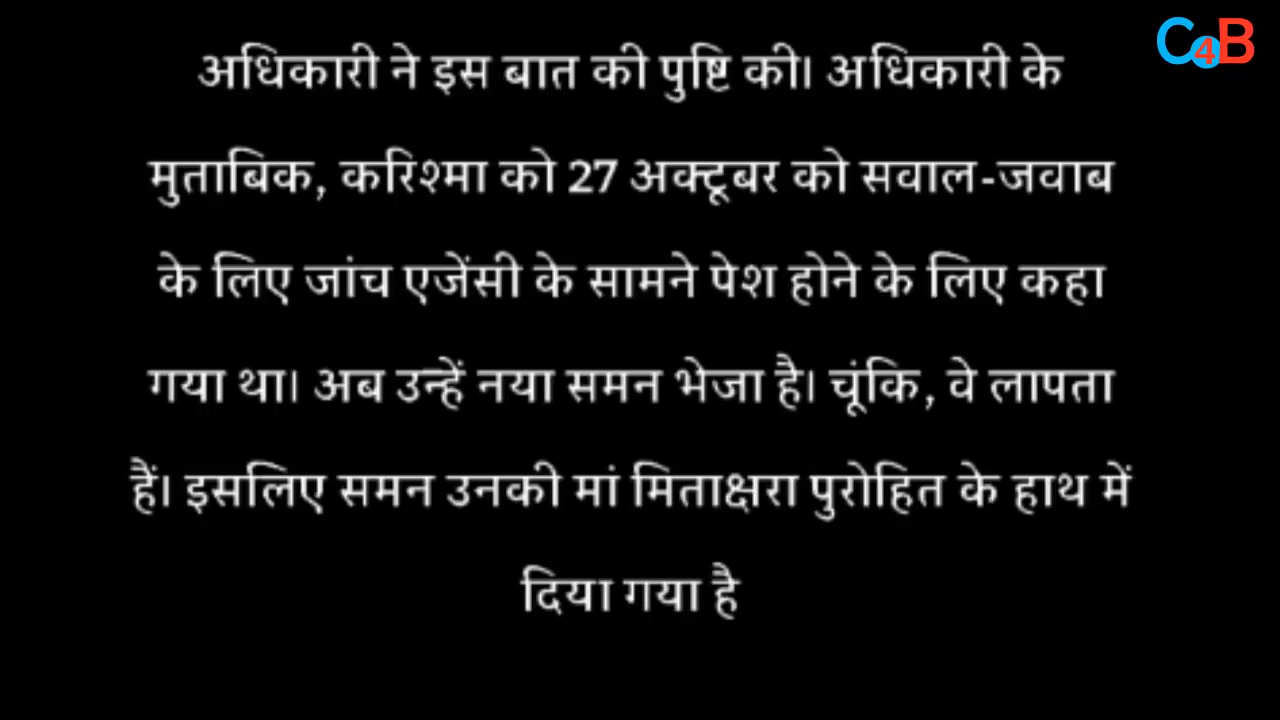 C4B
अधिकारी ने इस बात की पुष्टि की। अधिकारी के
मुताबिक, करिश्मा को 27 अक्टूबर को सवाल-जवाब
के लिए जांच एजेंसी के सामने पेश होने के लिए कहा
गया था। अब उन्हें नया समन भेजा है। चूंकि, वे लापता
हैं। इसलिए समन उनकी मां मिताक्षरा पुरोहित के हाथ में
दिया गया है